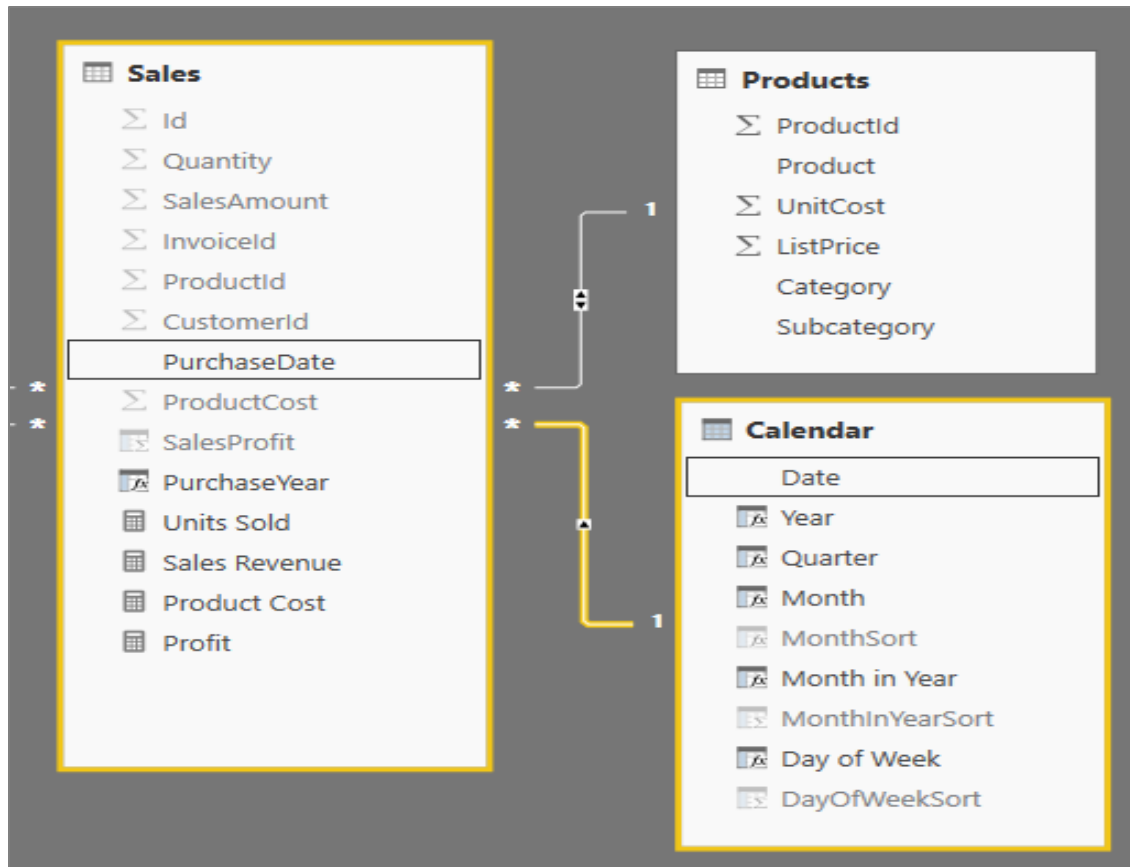 Sales
Id
Quantity
SalesAmount
InvoiceId
ProductId
CustomerId
PurchaseDate
ProductCost
SalesProfit
PurchaseYear
Units Sold
Sales Revenue
Product Cost
Profit
*
*
*
*
1
1
Products
ProductId
Product
UnitCost
ListPrice
Category
Subcategory
Calendar
Date
Year
Quarter
Month
MonthSort
Month in Year
MonthInYearSort
Day of Week
DayOfWeekSort